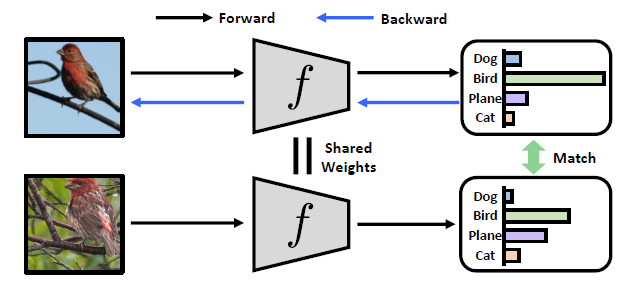 Forward
Backward
Dog
Bird
Plane
Cat
f
Shared
Weights
Match
Dog
Bird
Plane
Cat
f